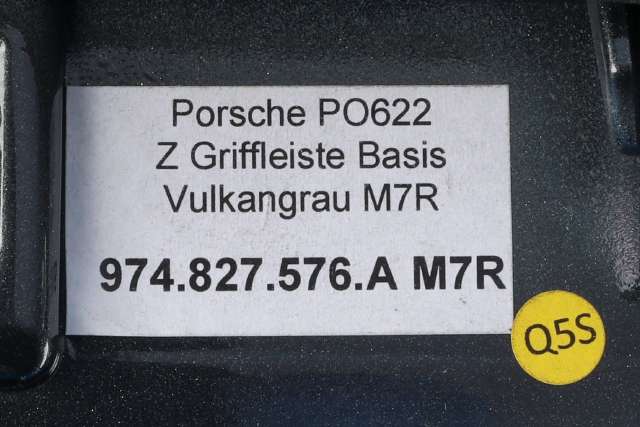 Porsche PO622
Z Griffleiste Basis
Vulkangrau M7R
974.827.576.A M7R
Q5S